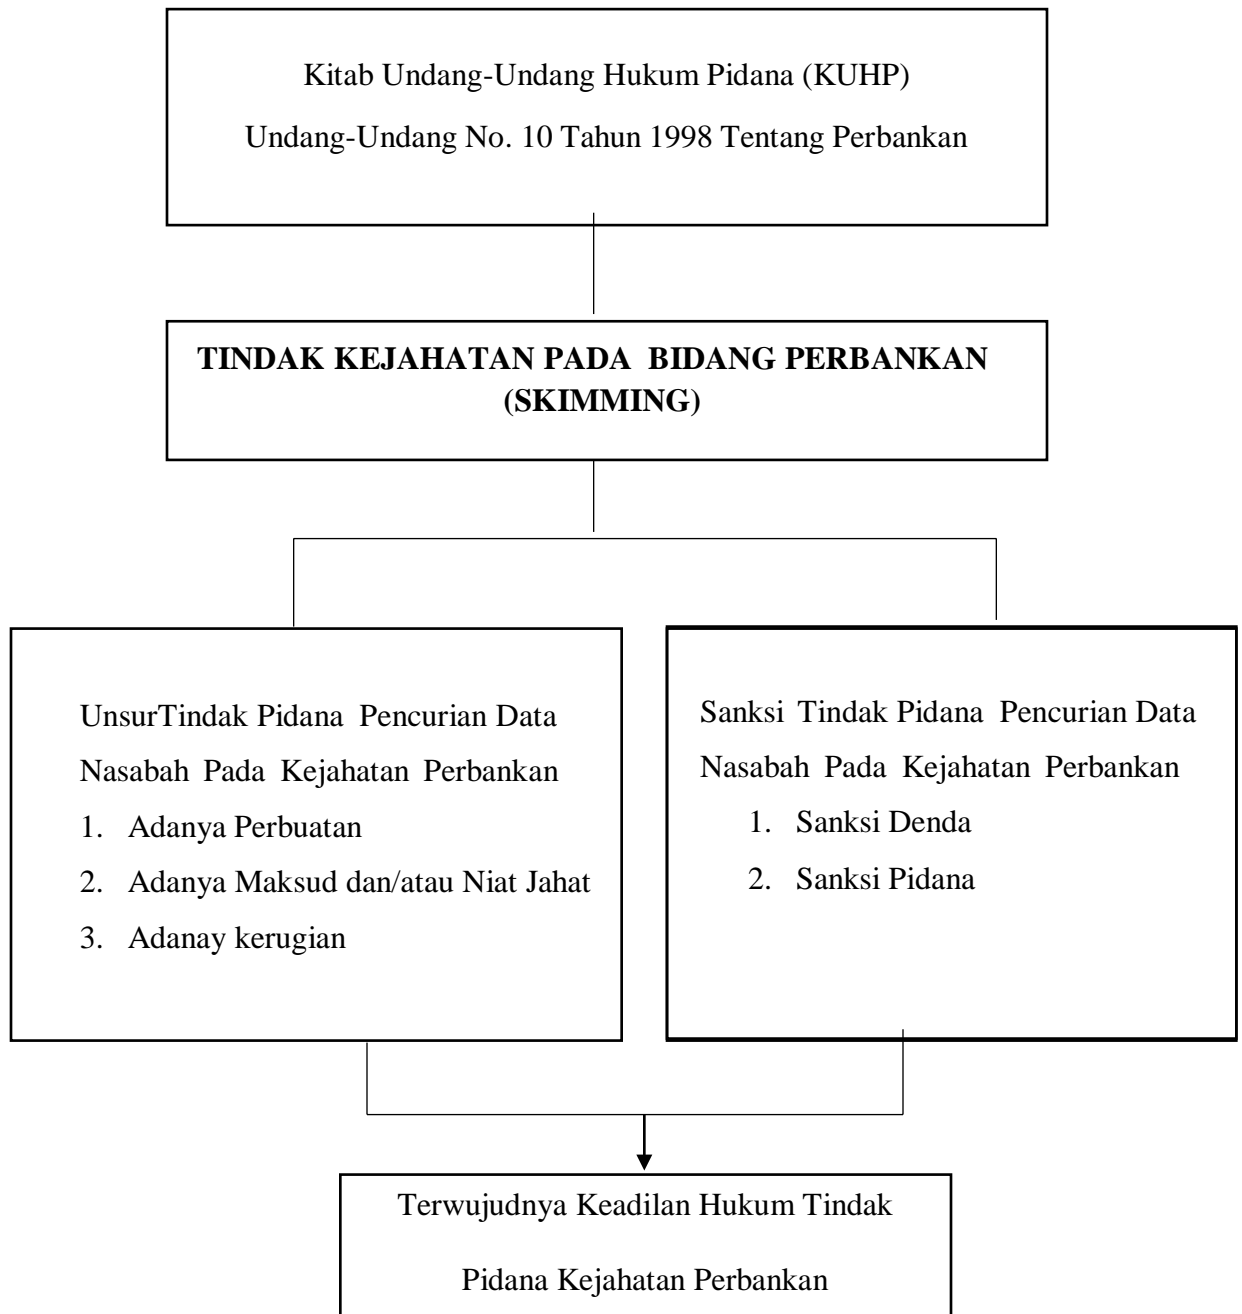 Kitab Undang-Undang Hukum Pidana (KUHP)
Undang-Undang No. 10 Tahun 1998 Tentang Perbankan
TINDAK KEJAHATAN PADA BIDANG PERBANKAN
(SKIMMING)
UnsurTindak Pidana Pencurian Data
Nasabah Pada Kejahatan Perbankan
1. Adanya Perbuatan
2. Adanya Maksud dan/atau Niat Jahat
3. Adanay kerugian
Sanksi Tindak Pidana Pencurian Data
Nasabah Pada Kejahatan Perbankan
1. Sanksi Denda
2. Sanksi Pidana
Terwujudnya Keadilan Hukum Tindak
Pidana Kejahatan Perbankan